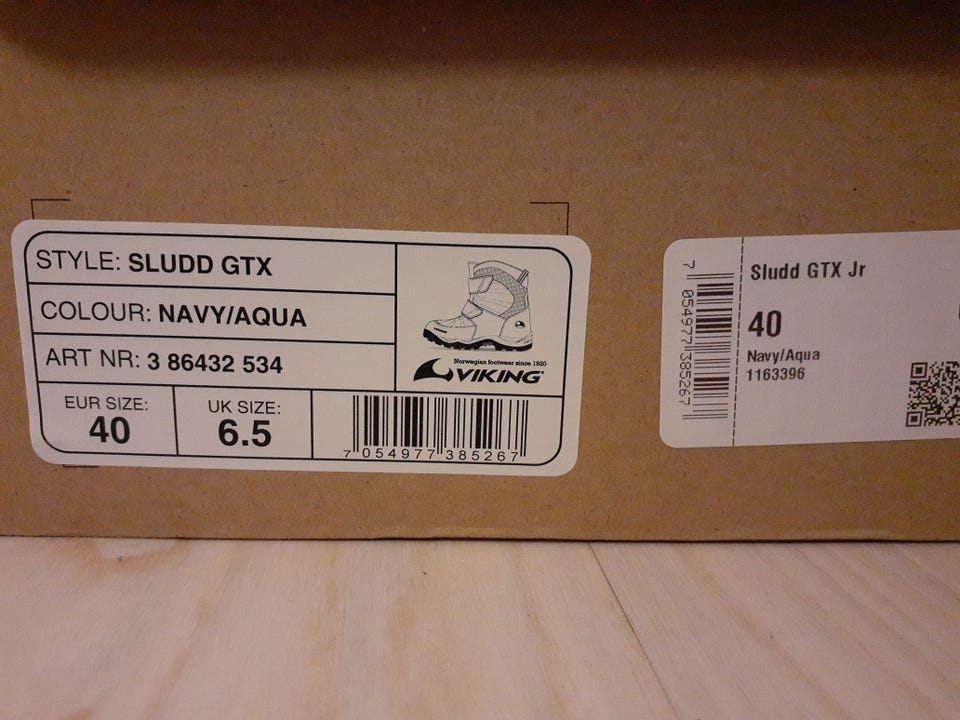 STYLE: SLUDD GTX
COLOUR: NAVY/AQUA
ART NR: 3 86432 534
Norwegian footwear since 1920
VIKING
EUR SIZE:
40
UK SIZE:
6.5
7 054977 385267
7 054977 385267
Sludd GTX Jr
40
Navy/Aqua
1163396